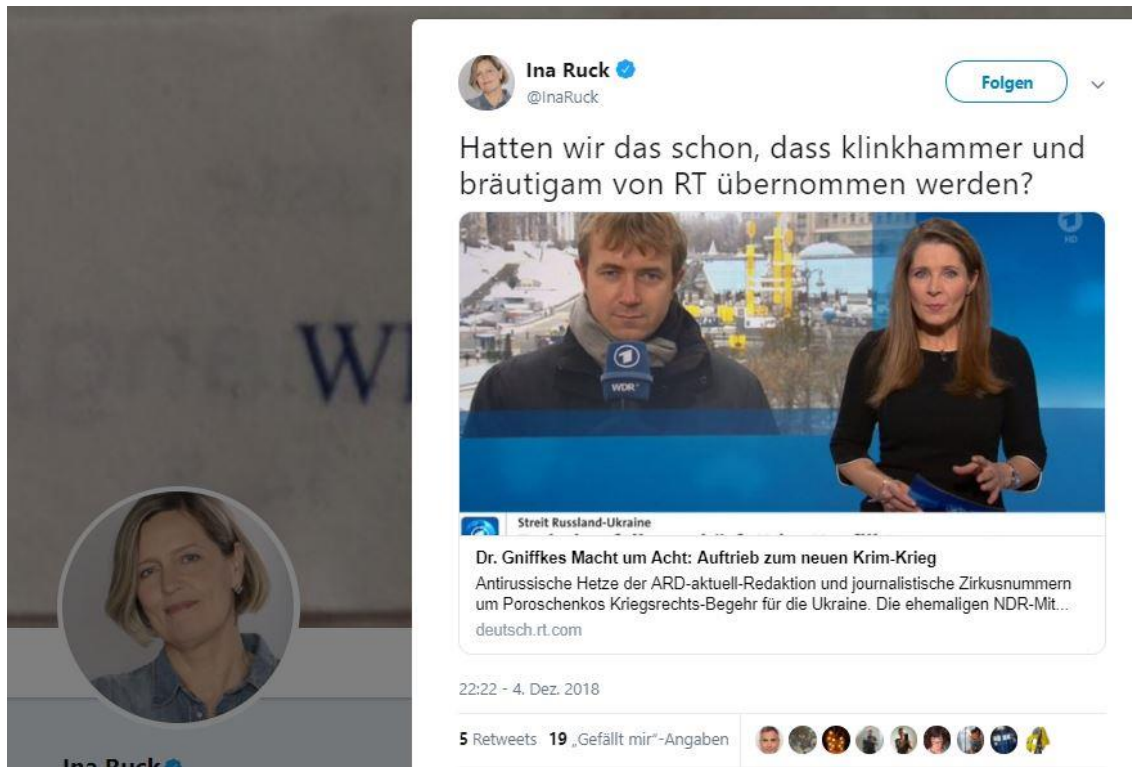 Ina Ruck
@InaRuck
Folgen
Hatten wir das schon, dass klinkhammer und
bräutigam von RT übernommen werden?
HD
1
WDR
Streit Russland-Ukraine
Dr. Gniffkes Macht um Acht: Auftrieb zum neuen Krim-Krieg
Antirussische Hetze der ARD-aktuell-Redaktion und journalistische Zirkusnummern
um Poroschenkos Kriegsrechts-Begehr für die Ukraine. Die ehemaligen NDR-Mit...
deutsch.rt.com
22:22 - 4. Dez. 2018
5 Retweets 19 „Gefällt mir“-Angaben
Ina Ruck